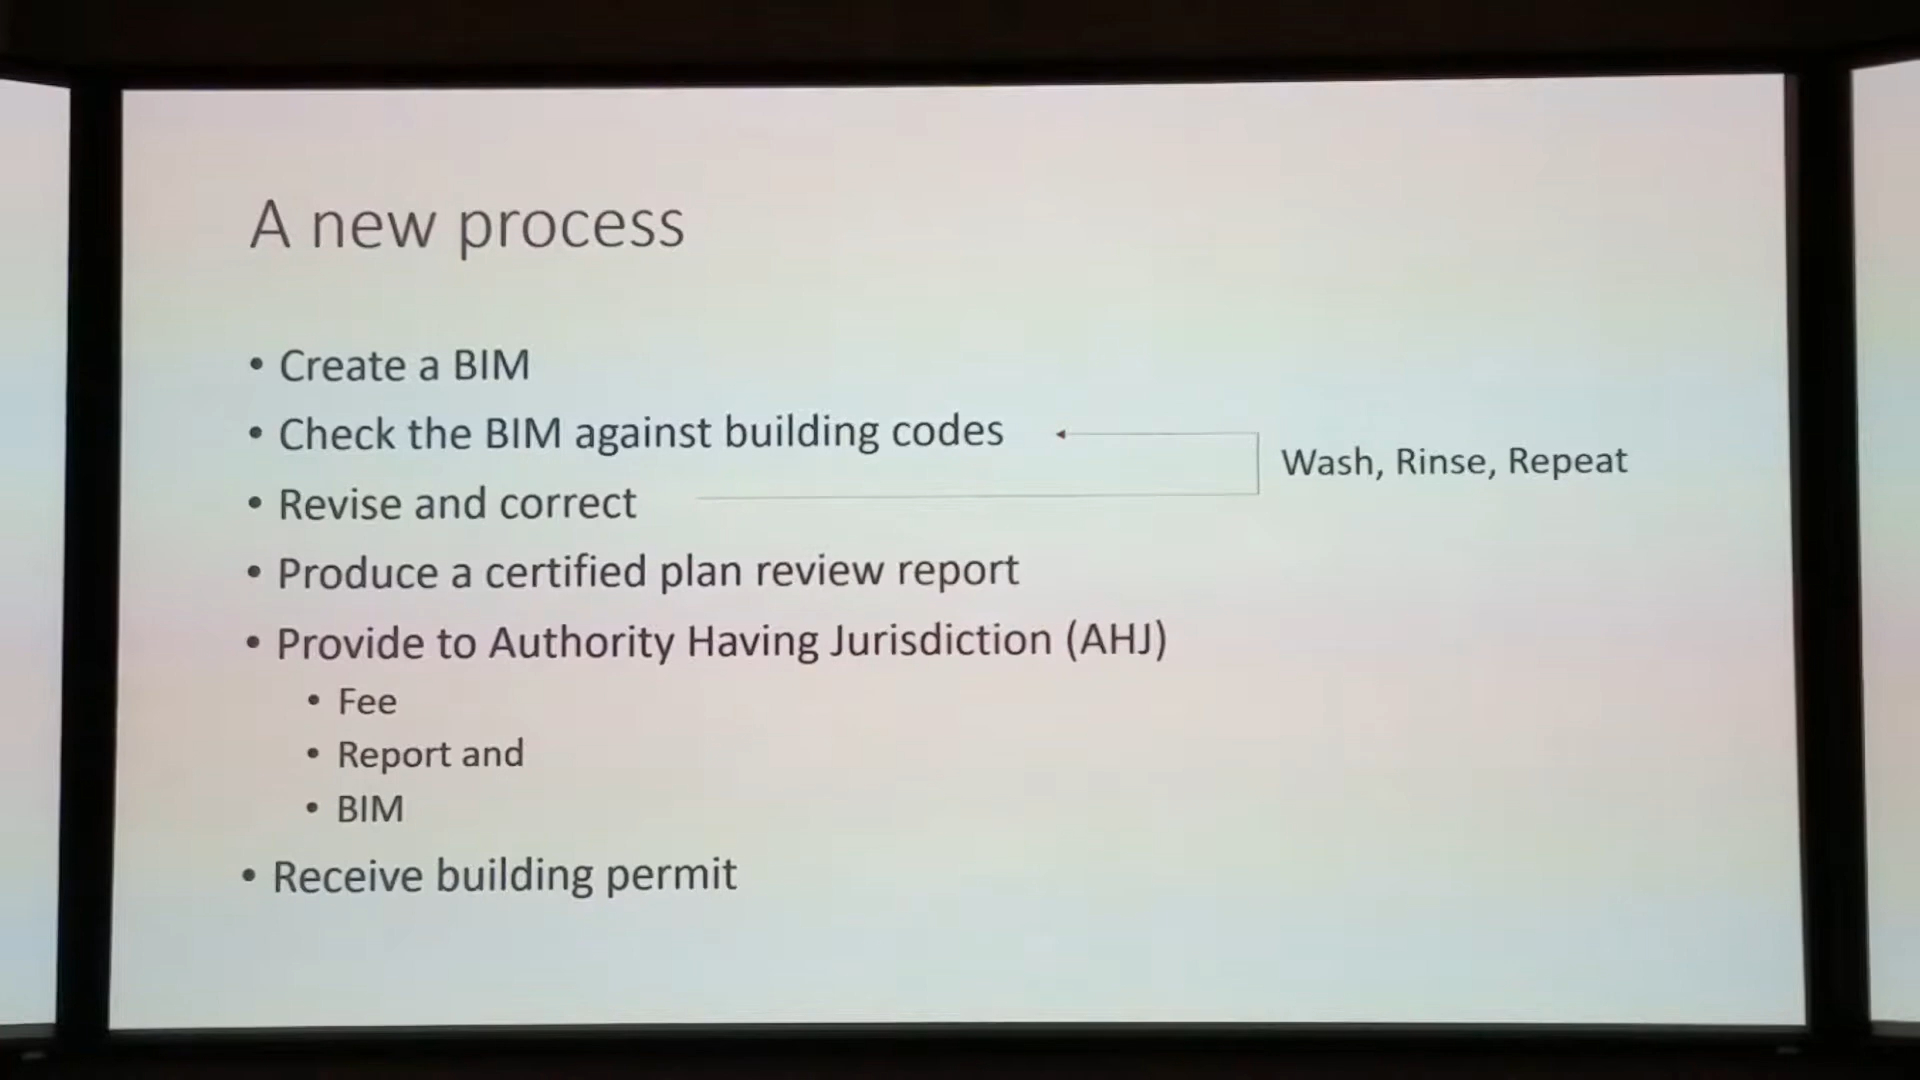 A new process
• Create a BIM
• Check the BIM against building codes
Wash, Rinse, Repeat
• Revise and correct
• Produce a certified plan review report
• Provide to Authority Having Jurisdiction (AHJ)
• Fee
• Report and
• BIM
• Receive building permit